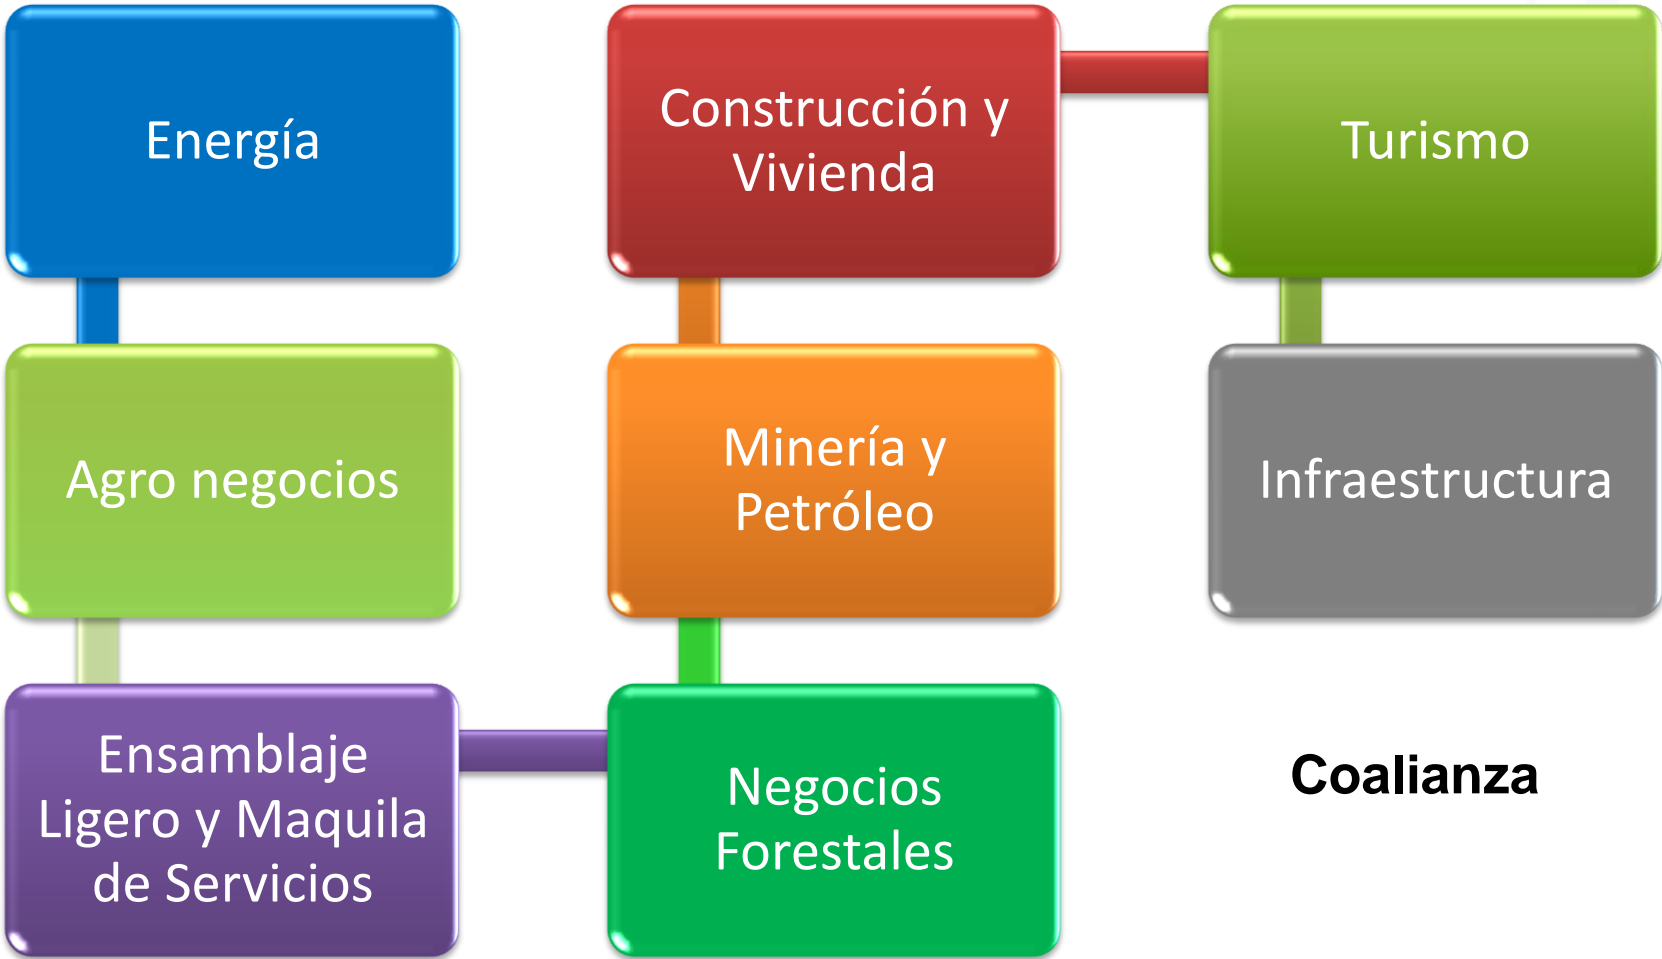 Energía
Agro negocios
Ensamblaje
Ligero y Maquila
de Servicios
Negocios
Forestales
Minería y
Petróleo
Construcción y
Vivienda
Turismo
Infraestructura
Coalianza